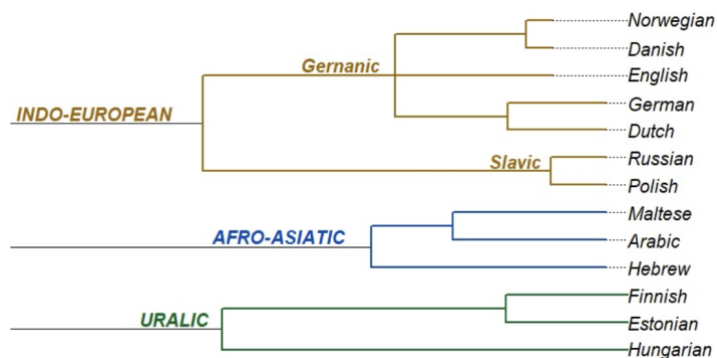 Norwegian
Danish
Gernanic
English
German
INDO-EUROPEAN
Dutch
Russian
Slavic
Polish
Maltese
AFRO-ASIATIC
Arabic
Hebrew
Finnish
URALIC
Estonian
Hungarian